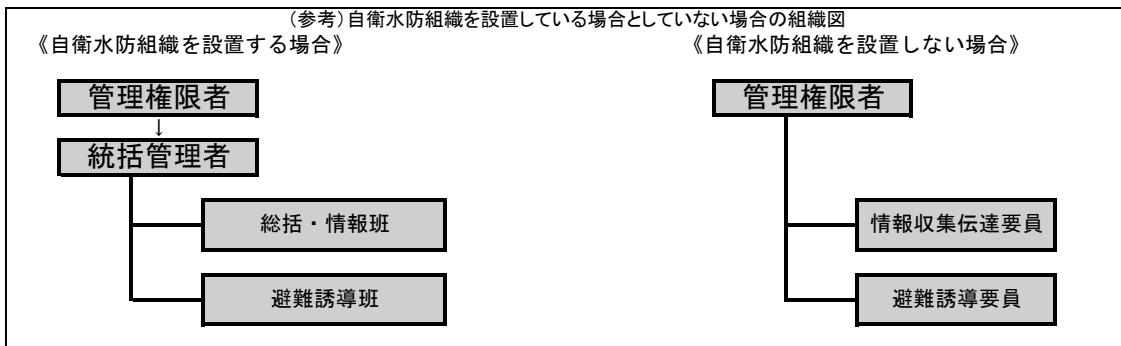 (参考)自衛水防組織を設置している場合としていない場合の組織図
《自衛水防組織を設置する場合》
管理権限者
↓
統括管理者
総括・情報班
避難誘導班
《自衛水防組織を設置しない場合》
管理権限者
情報収集伝達要員
避難誘導要員